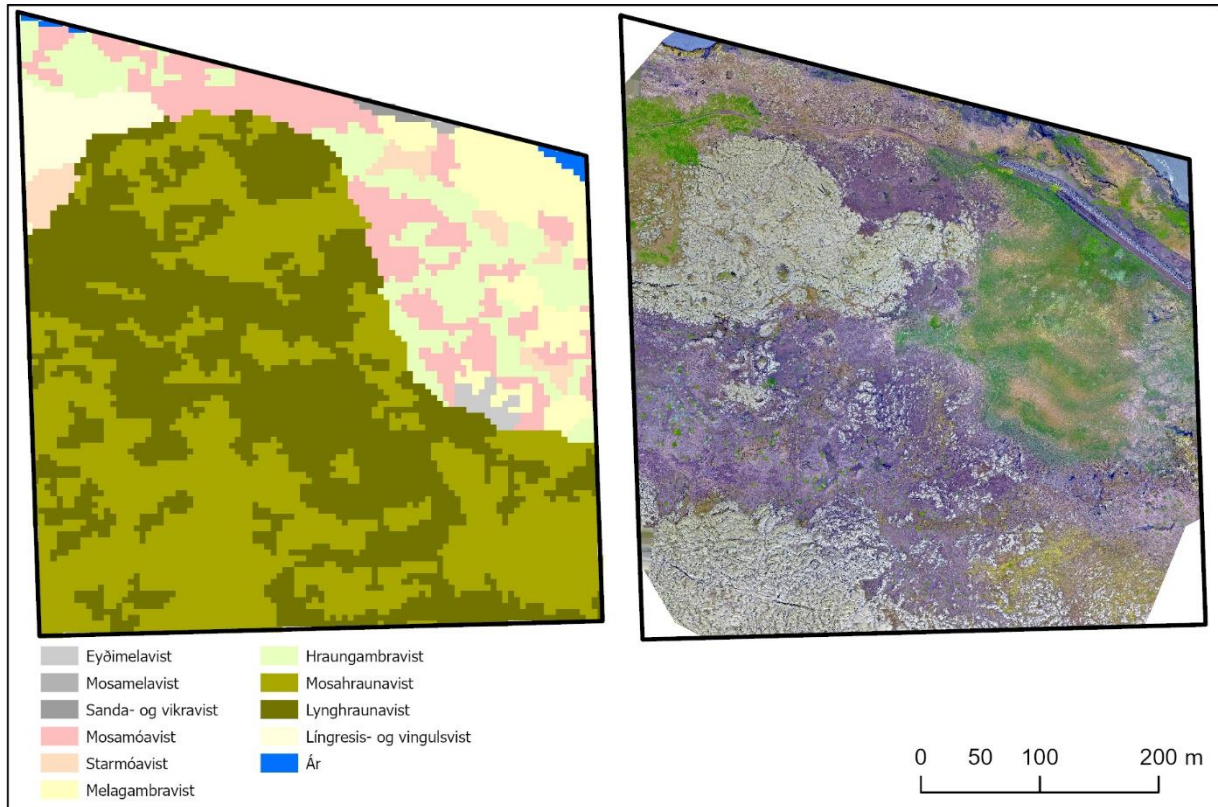 Eyðimelavist
Mosamelavist
Sanda- og vikravist
Mosamóavist
Starmóavist
Melagambravist
Hraungambravist
Mosahraunavist
Lynghraunavist
Língresis- og vingulsvist
Ár
0 50 100 200 m